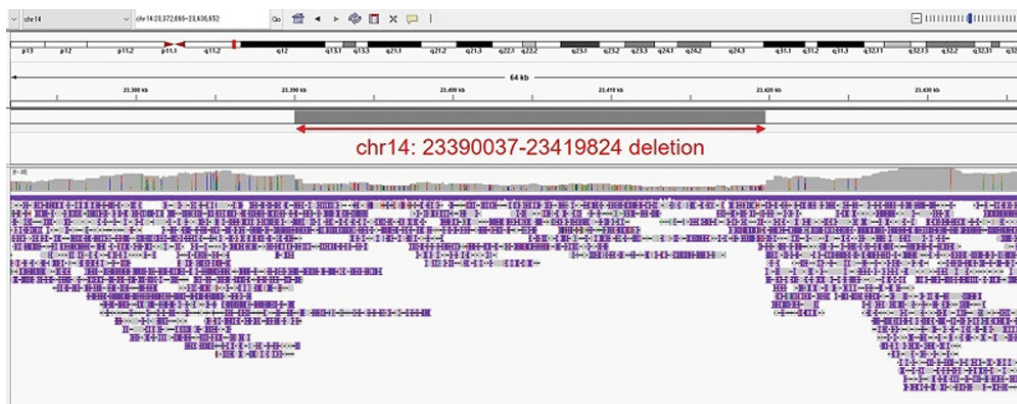 chr14
chr14:23,372,665-23,436,652
Go
p13 p12 p11.2 p11.1 q11.2 q12 q13.1 q13.3 q21.1 q21.2 q21.3 q22.1 q22.2 q23.1 q23.2 q23.3 q24.1 q24.2 q24.3 q31.1 q31.2 q31.3 q32.11 q32.13 q32.2 q32.31
64 kb
23,380 kb 23,390 kb 23,400 kb 23,410 kb 23,420 kb 23,430 kb
chr14: 23390037-23419824 deletion